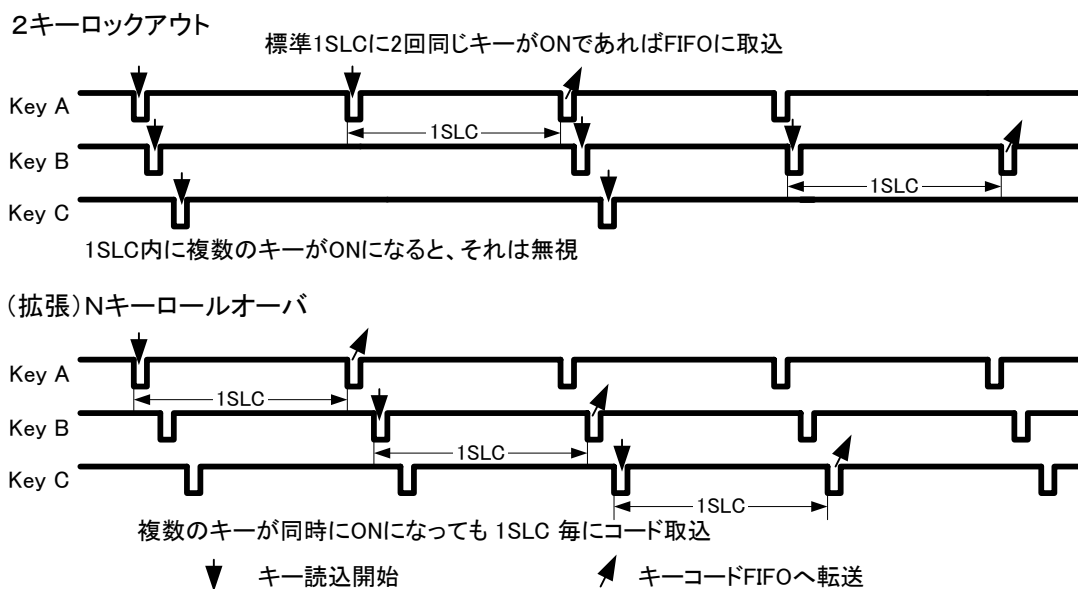 2キーロックアウト
標準1SLCに2回同じキーがONであればFIFOに取込
Key A
1SLC
Key B
1SLC
Key C
1SLC内に複数のキーがONになると、それは無視
(拡張)Nキーロールオーバ
Key A
1SLC
Key B
1SLC
Key C
1SLC
複数のキーが同時にONになっても 1SLC 毎にコード取込
キー読込開始
キーコードFIFOへ転送